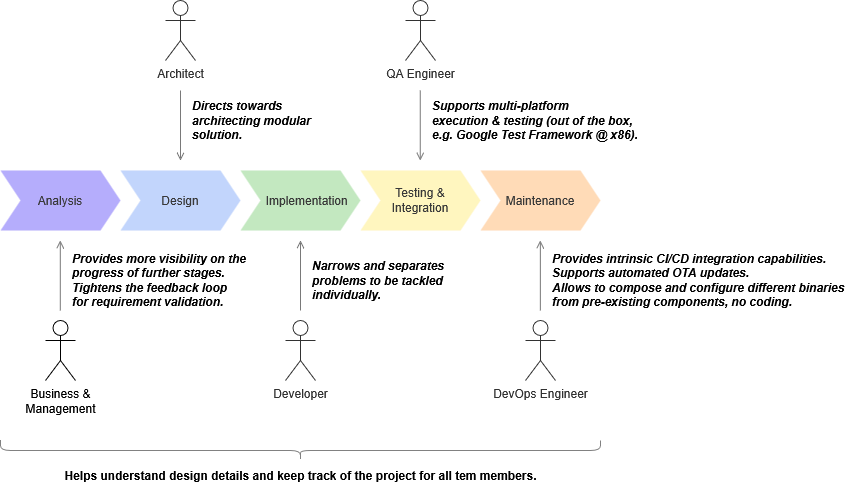 Architect
QA Engineer
Directs towards
architecting modular
solution.
Supports multi-platform
execution & testing (out of the box,
e.g. Google Test Framework @ x86).
Analysis
Design
Implementation
Testing &
Integration
Maintenance
Provides more visibility on the
progress of further stages.
Tightens the feedback loop
for requirement validation.
Narrows and separates
problems to be tackled
individually.
Provides intrinsic CI/CD integration capabilities.
Supports automated OTA updates.
Allows to compose and configure different binaries
from pre-existing components, no coding.
Business &
Management
Developer
DevOps Engineer
Helps understand design details and keep track of the project for all tem members.